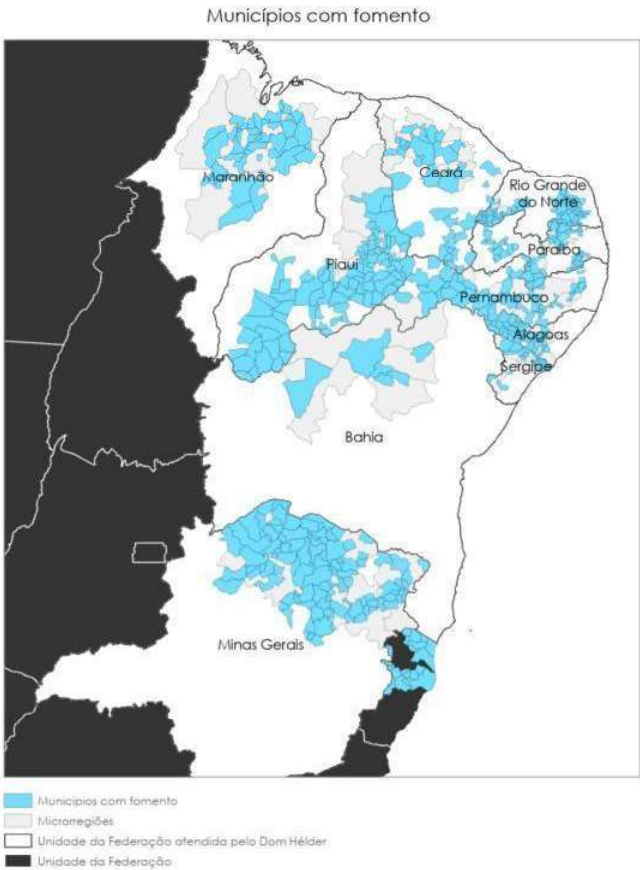 Municípios com fomento
Maranhão
Ceará
Rio Grande
do Norte
Paraíba
Piauí
Pernambuco
Alagoas
Sergipe
Bahia
Minas Gerais
Municípios com fomento
Microrregiões
Unidade da Federação atendida pelo Dom Hélder
Unidade da Federação